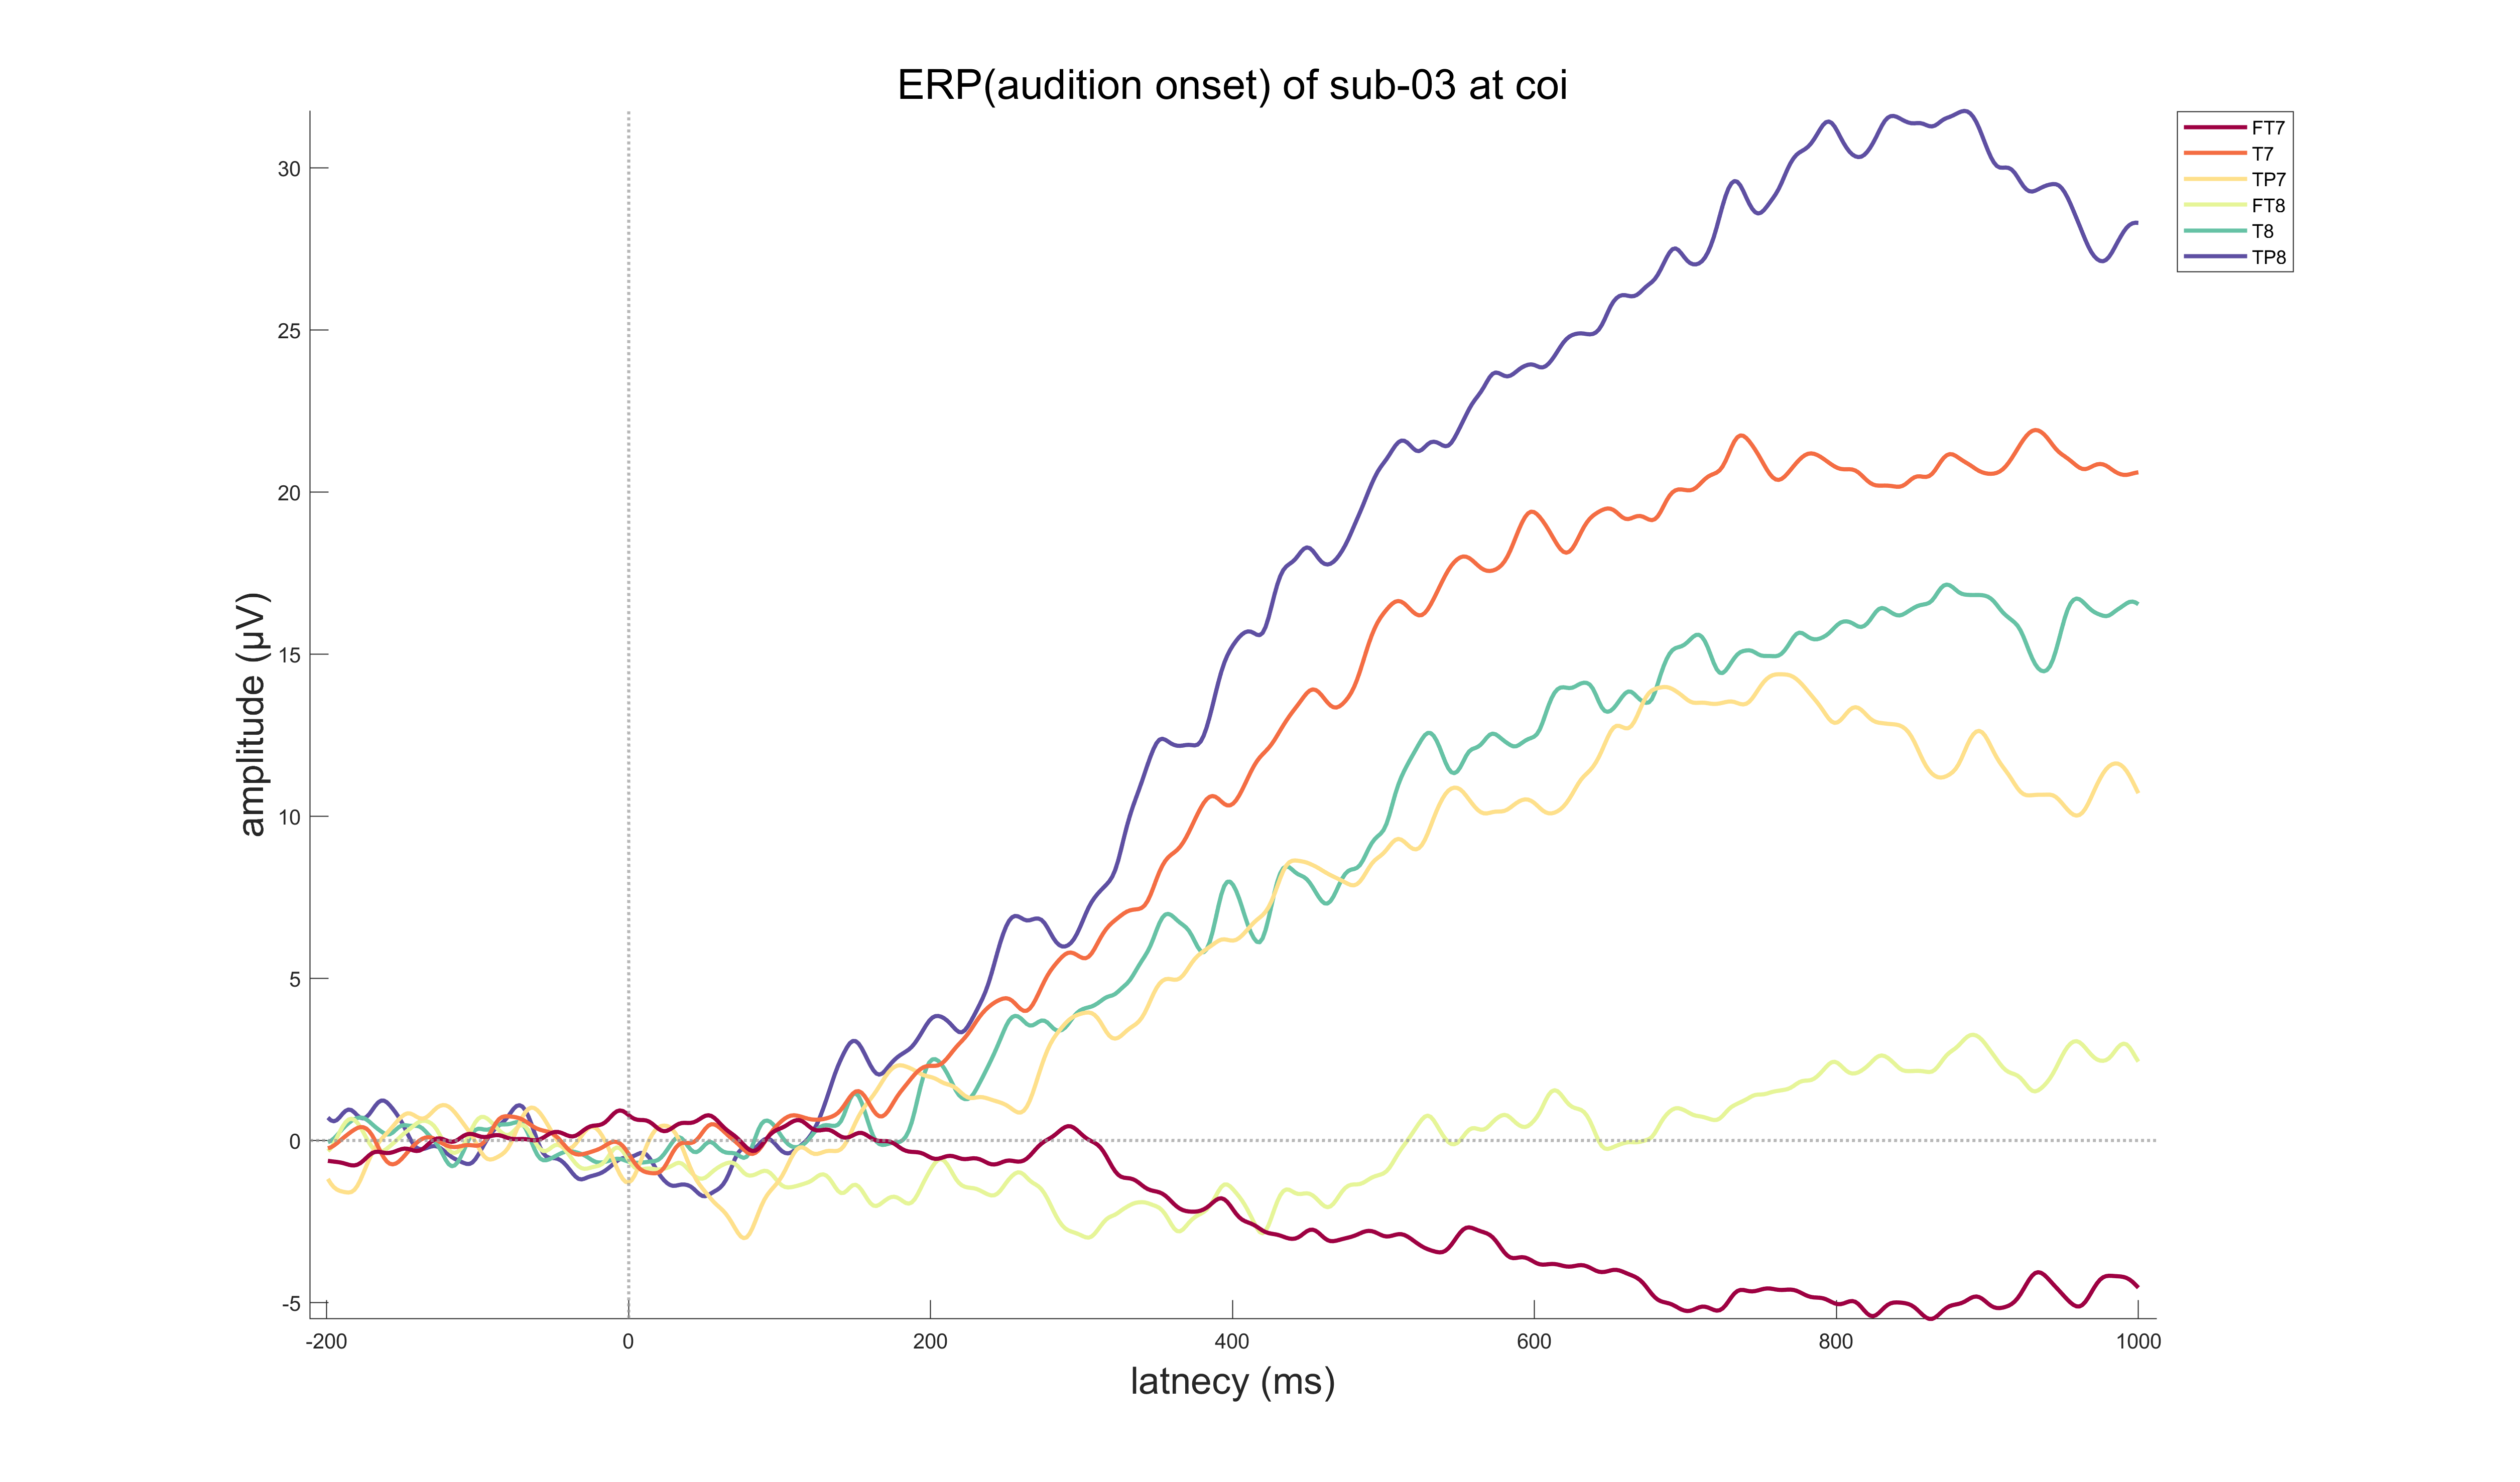 ERP(audition onset) of sub-03 at coi
FT7
T7
TP7
FT8
T8
TP8
amplitude (µV)
30
25
20
15
10
5
0
-5
-200 0 200 400 600 800 1000
latnecy (ms)